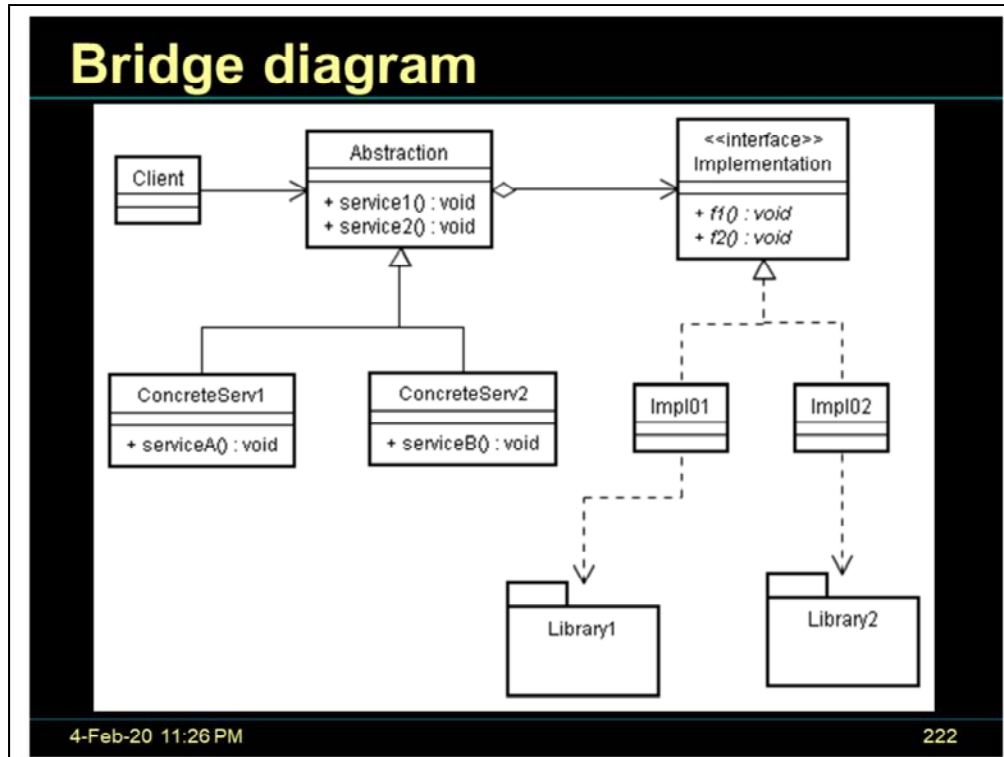 Bridge diagram
Client
Abstraction
+ service1() : void
+ service2() : void
<<interface>>
Implementation
+ f1() : void
+ f2() : void
ConcreteServ1
+ serviceA() : void
ConcreteServ2
+ serviceB() : void
Impl01
Impl02
Library1
Library2
4-Feb-20 11:26 PM
222